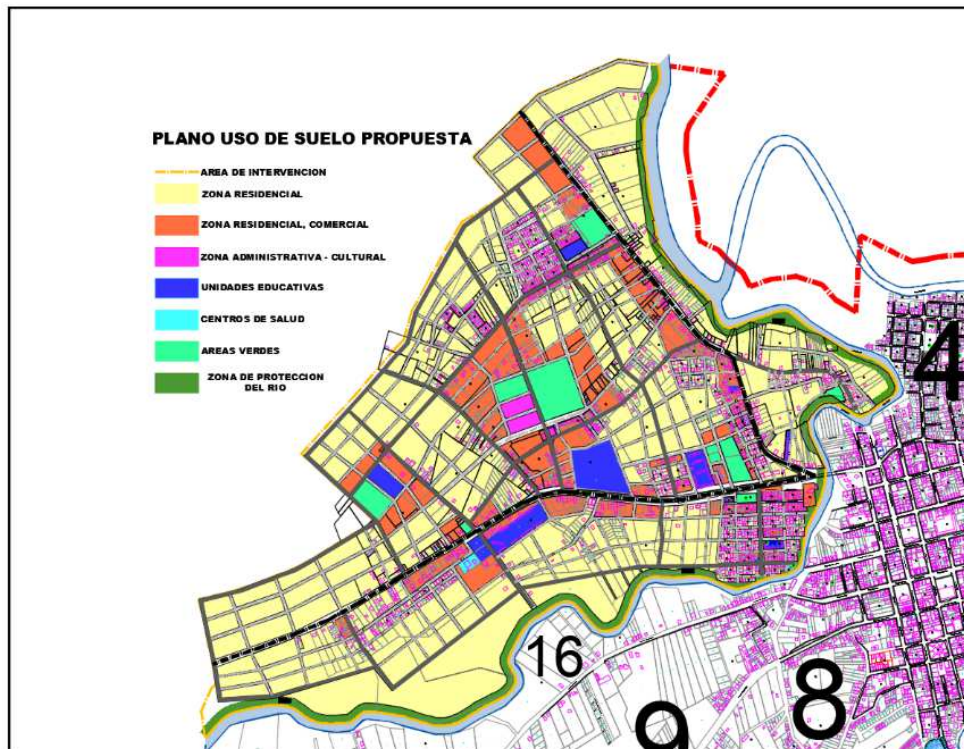 PLANO USO DE SUELO PROPUESTA
AREA DE INTERVENCION
ZONA RESIDENCIAL
ZONA RESIDENCIAL, COMERCIAL
ZONA ADMINISTRATIVA - CULTURAL
UNIDADES EDUCATIVAS
CENTROS DE SALUD
AREAS VERDES
ZONA DE PROTECCION
DEL RIO
4
16
8
9